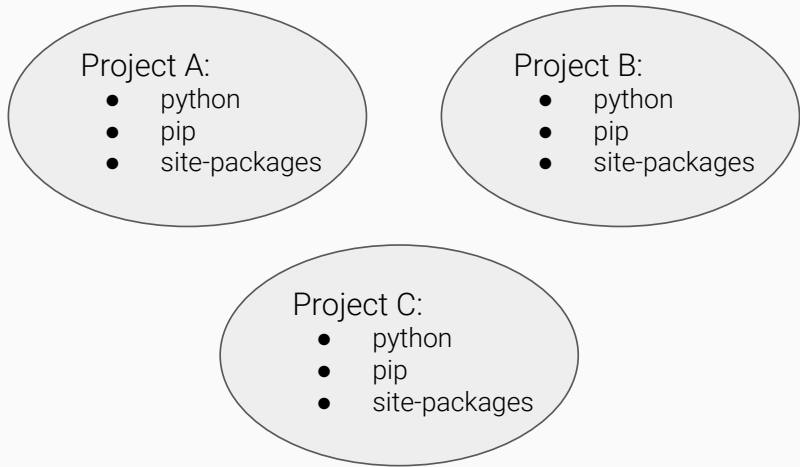 Project A:
● python
● pip
● site-packages
Project B:
● python
● pip
● site-packages
Project C:
● python
● pip
● site-packages